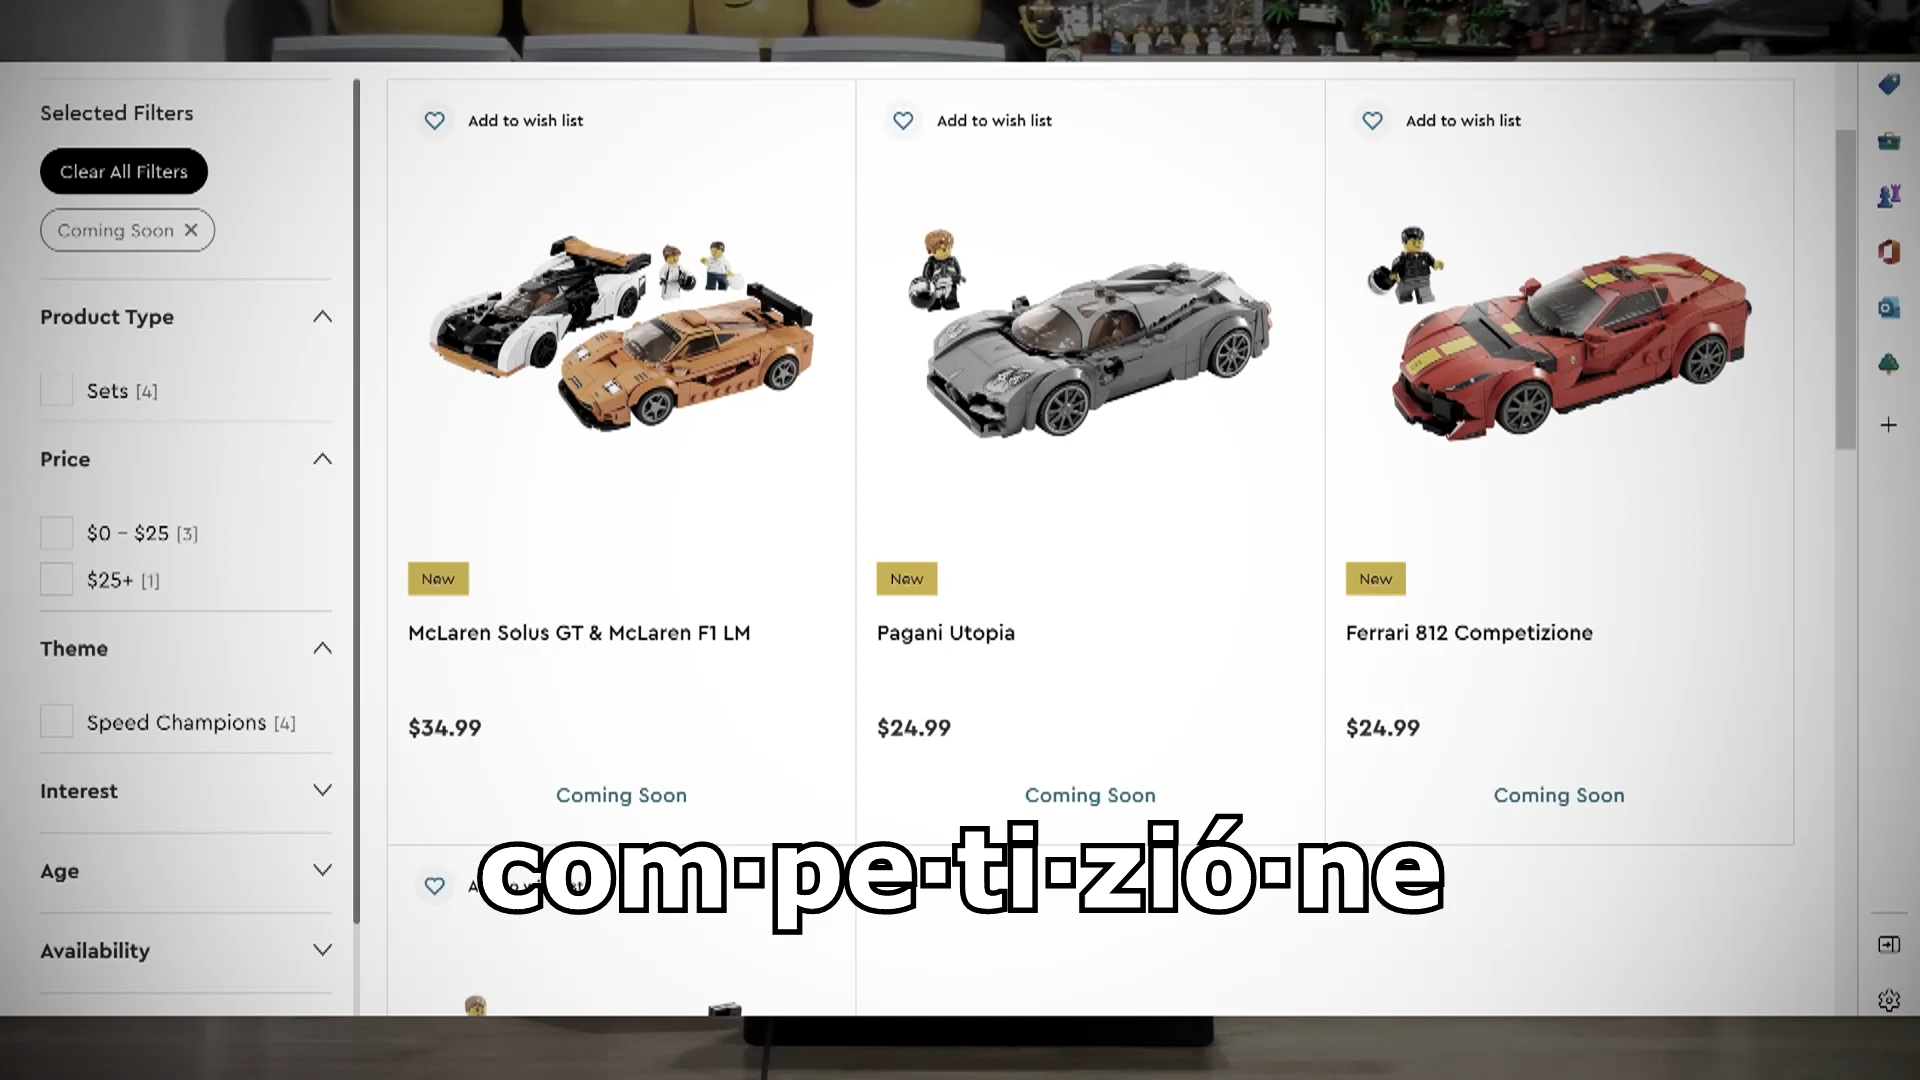 Selected Filters
Clear All Filters
Coming Soon
Product Type
Sets [4]
Price
$0 – $25 [3]
$25+ [1]
Theme
Speed Champions [4]
Interest
Age
Availability
Add to wish list
New
McLaren Solus GT & McLaren F1 LM
$34.99
Coming Soon
Add to wish list
New
Pagani Utopia
$24.99
Coming Soon
Add to wish list
New
Ferrari 812 Competizione
$24.99
Coming Soon
com·pe·ti·zió·ne